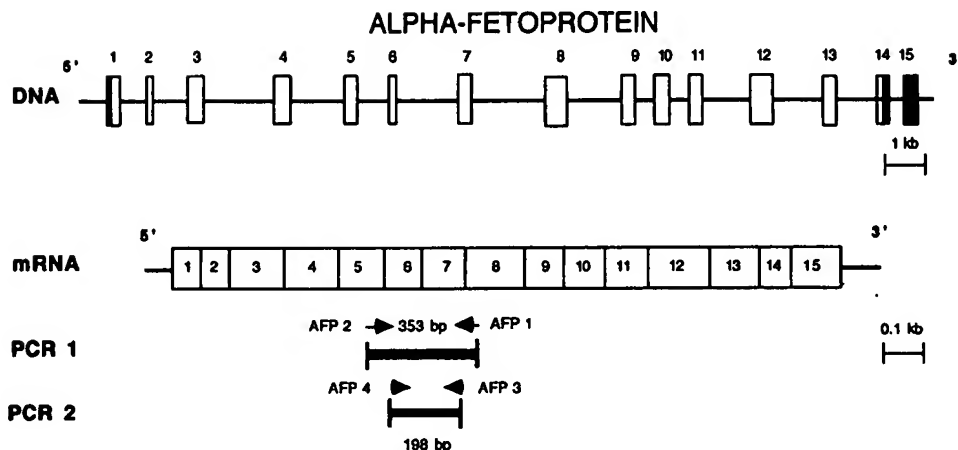 ALPHA-FETOPROTEIN
5' 1 2 3 4 5 6 7 8 9 10 11 12 13 14 15 3
DNA
1 kb
5' 3'
mRNA 1 2 3 4 5 6 7 8 9 10 11 12 13 14 15
AFP 2 353 bp AFP 1
PCR 1 0.1 kb
AFP 4 AFP 3
PCR 2
198 bp